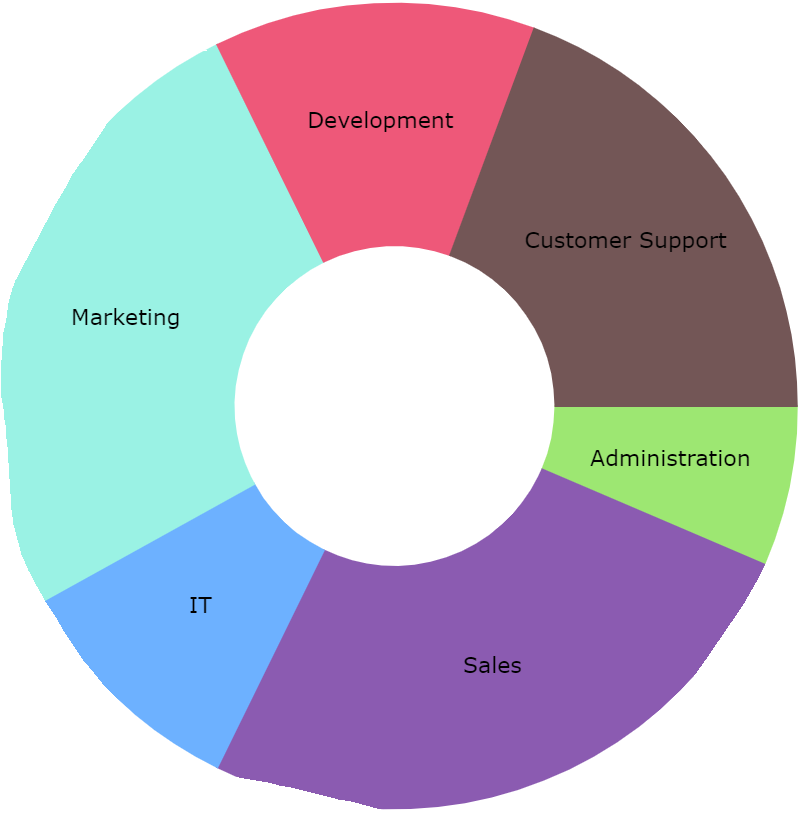 Development
Customer Support
Marketing
Administration
IT
Sales